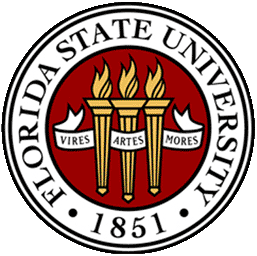 FLORIDA STATE UNIVERSITY
VIRES ARTES MORES
· 1851 ·